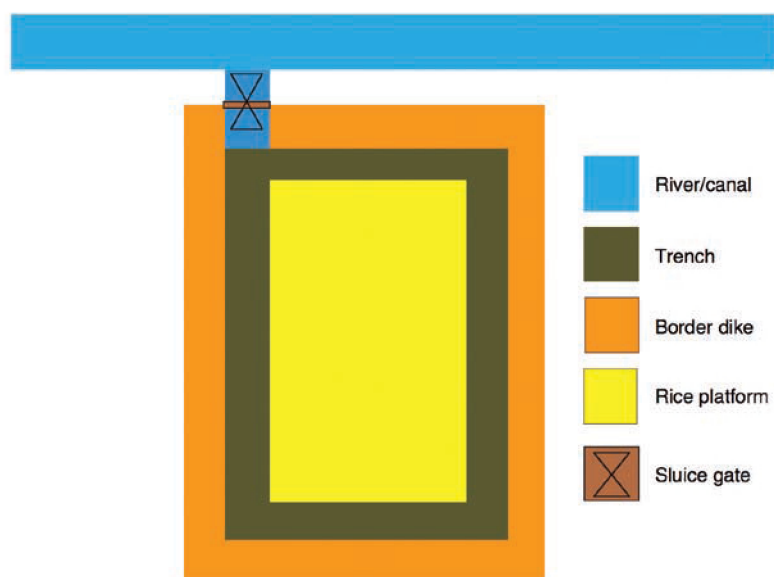 River/canal
Trench
Border dike
Rice platform
Sluice gate